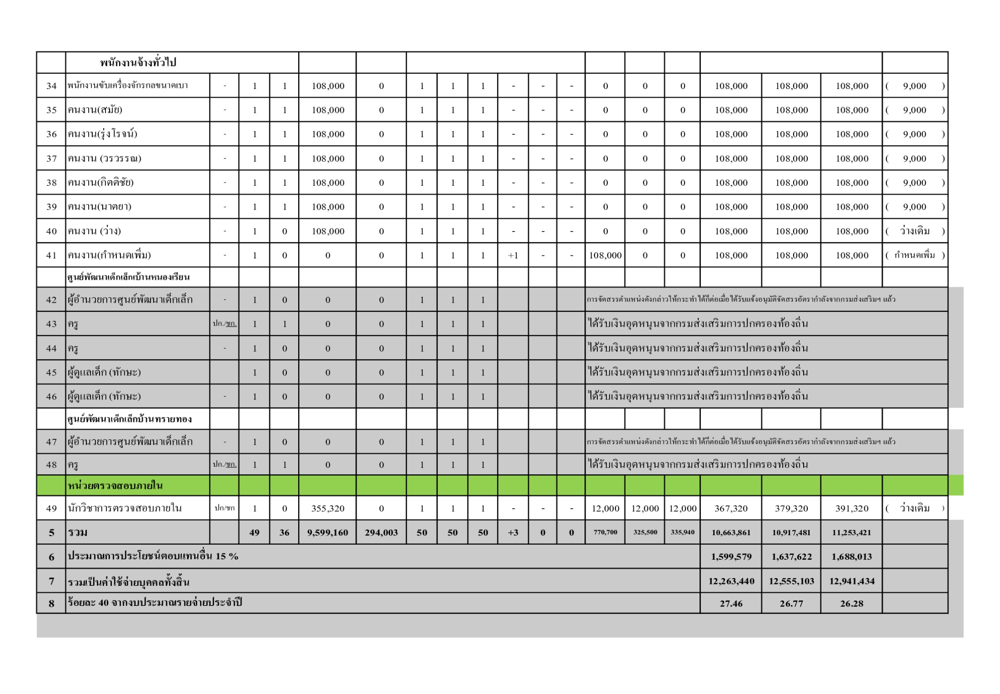 พนักงานจ้างทั่วไป
34 พนักงานขับเครื่องจักรกลขนาดเบา - 1 1 108,000 0 1 1 1 - - - 0 0 0 108,000 108,000 108,000 ( 9,000 )
35 คนงาน(สมัย) - 1 1 108,000 0 1 1 1 - - - 0 0 0 108,000 108,000 108,000 ( 9,000 )
36 คนงาน(รุ่งโรจน์) - 1 1 108,000 0 1 1 1 - - - 0 0 0 108,000 108,000 108,000 ( 9,000 )
37 คนงาน (วรวรรณ) - 1 1 108,000 0 1 1 1 - - - 0 0 0 108,000 108,000 108,000 ( 9,000 )
38 คนงาน(กิตติชัย) - 1 1 108,000 0 1 1 1 - - - 0 0 0 108,000 108,000 108,000 ( 9,000 )
39 คนงาน(นาตยา) - 1 1 108,000 0 1 1 1 - - - 0 0 0 108,000 108,000 108,000 ( 9,000 )
40 คนงาน (ว่าง) - 1 0 108,000 0 1 1 1 - - - 0 0 0 108,000 108,000 108,000 ( ว่างเดิม )
41 คนงาน(กำหนดเพิ่ม) - 1 0 0 0 1 1 1 +1 - - 108,000 0 0 108,000 108,000 108,000 ( กำหนดเพิ่ม )
ศูนย์พัฒนาเด็กเล็กเบ้านหนองเรียน
42 ผู้อำนวยการศูนย์พัฒนาเด็กเล็ก - 1 0 0 0 1 1 1 การจัดสรรตำแหน่งดังกล่าวให้กระทำได้ก็ต่อเมื่อได้รับแจ้งอนุมัติจัดสรรอัตรากำลังจากกรมส่งเสริมฯ แล้ว
43 ครู ปก./ชก. 1 1 0 0 1 1 1 ได้รับเงินอุดหนุนจากกรมส่งเสริมการปกครองท้องถิ่น
44 ครู - 1 0 0 0 1 1 1 ได้รับเงินอุดหนุนจากกรมส่งเสริมการปกครองท้องถิ่น
45 ผู้ดูแลเด็ก (ทักษะ) 1 0 0 0 1 1 1 ได้รับเงินอุดหนุนจากกรมส่งเสริมการปกครองท้องถิ่น
46 ผู้ดูแลเด็ก (ทักษะ) - 1 0 0 0 1 1 1 ได้รับเงินอุดหนุนจากกรมส่งเสริมการปกครองท้องถิ่น
ศูนย์พัฒนาเด็กเล็กบ้านทรายทอง
47 ผู้อำนวยการศูนย์พัฒนาเด็กเล็ก - 1 0 0 0 1 1 1 การจัดสรรตำแหน่งดังกล่าวให้กระทำได้ก็ต่อเมื่อได้รับแจ้งอนุมัติจัดสรรอัตรากำลังจากกรมส่งเสริมฯ แล้ว
48 ครู ปก./ชก. 1 1 0 0 1 1 1 ได้รับเงินอุดหนุนจากกรมส่งเสริมการปกครองท้องถิ่น
หน่วยตรวจสอบภายใน
49 นักวิชาการตรวจสอบภายใน ปก/ชก 1 0 355,320 0 1 1 1 - - - 12,000 12,000 12,000 367,320 379,320 391,320 ( ว่างเดิม )
5 รวม 49 36 9,599,160 294,003 50 50 50 +3 0 0 770,700 325,500 335,940 10,663,861 10,917,481 11,253,421
6 ประมาณการประโยชน์ตอบแทนอื่น 15 % 1,599,579 1,637,622 1,688,013
7 รวมเป็นค่าใช้จ่ายบุคคลทั้งสิ้น 12,263,440 12,555,103 12,941,434
8 ร้อยละ 40 จากงบประมาณรายจ่ายประจำปี 27.46 26.77 26.28